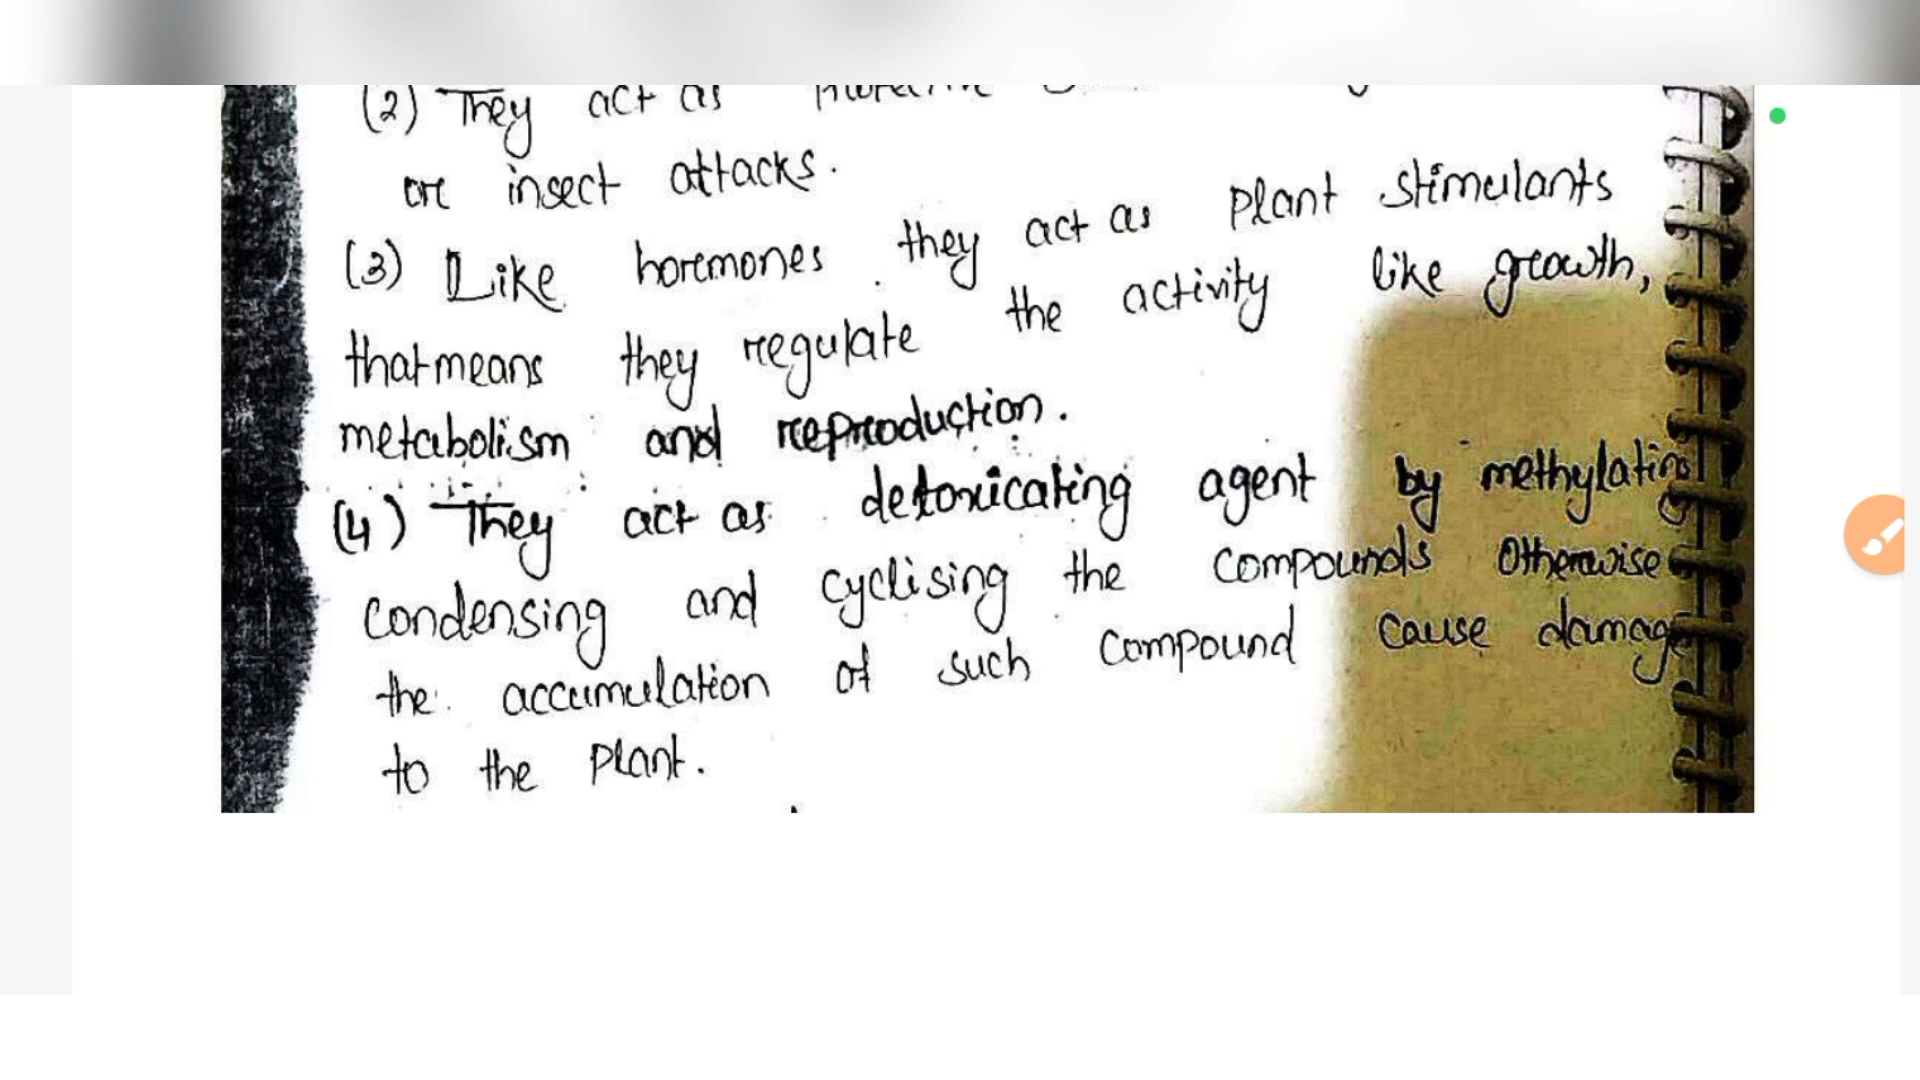 (2) They act as
or insect attacks.
(3) Like hormones they act as plant stimulants
that means they regulate the activity like growth,
metabolism and reproduction.
(4) They act as detoxicating agent by methylating
condensing and cyclising the compounds otherwise
the accumulation of such compound cause damage
to the plant.